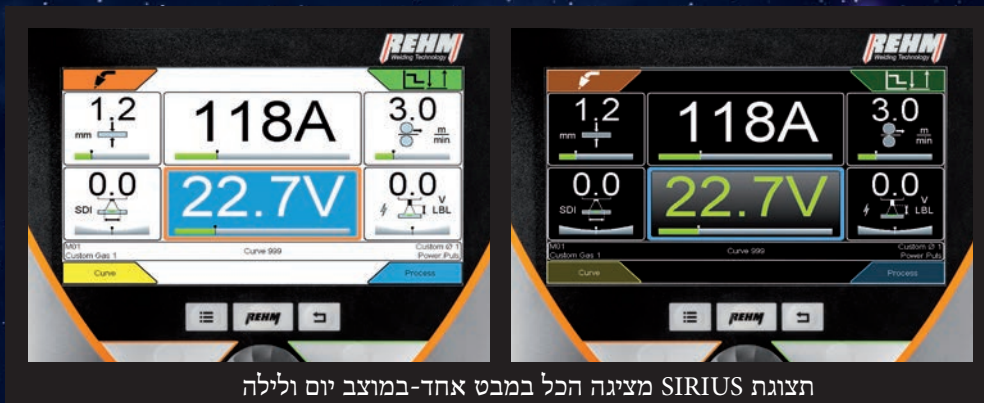 REHM
Welding Technology
1.2
mm
118A
3.0
m
min
0.0
SDI
22.7V
0.0
V
LBL
M01
Custom Gas 1
Curve 999
Custom Ø 1
Power.Puls
Curve
Process
REHM
REHM
Welding Technology
1.2
mm
118A
3.0
m
min
0.0
SDI
22.7V
0.0
V
LBL
M01
Custom Gas 1
Curve 999
Custom Ø 1
Power.Puls
Curve
Process
REHM
תצוגת SIRIUS מציגה הכל במבט אחד-במוצב יום ולילה